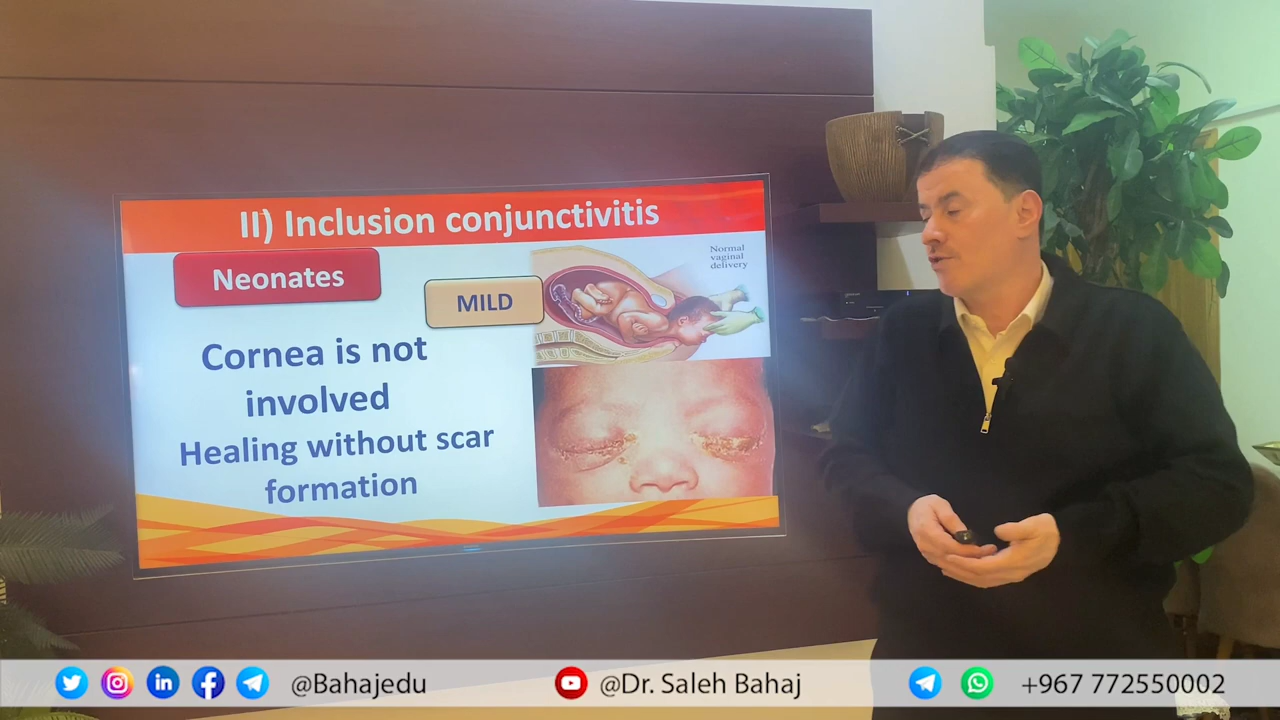 II) Inclusion conjunctivitis
Neonates
MILD
Normal
vaginal
delivery
Cornea is not
involved
Healing without scar
formation
@Bahajedu
@Dr. Saleh Bahaj
+967 772550002